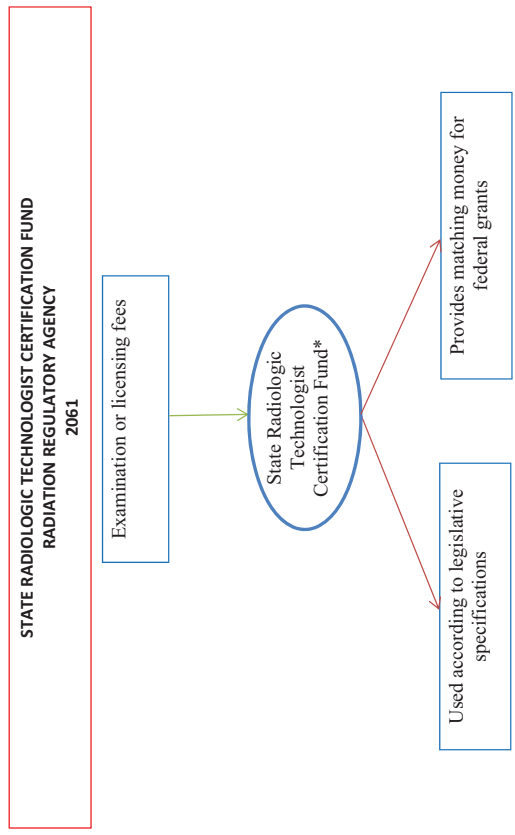 STATE RADIOLOGIC TECHNOLOGIST CERTIFICATION FUND
RADIATION REGULATORY AGENCY
2061
Examination or licensing fees
State Radiologic
Technologist
Certification Fund*
Used according to legislative
specifications
Provides matching money for
federal grants